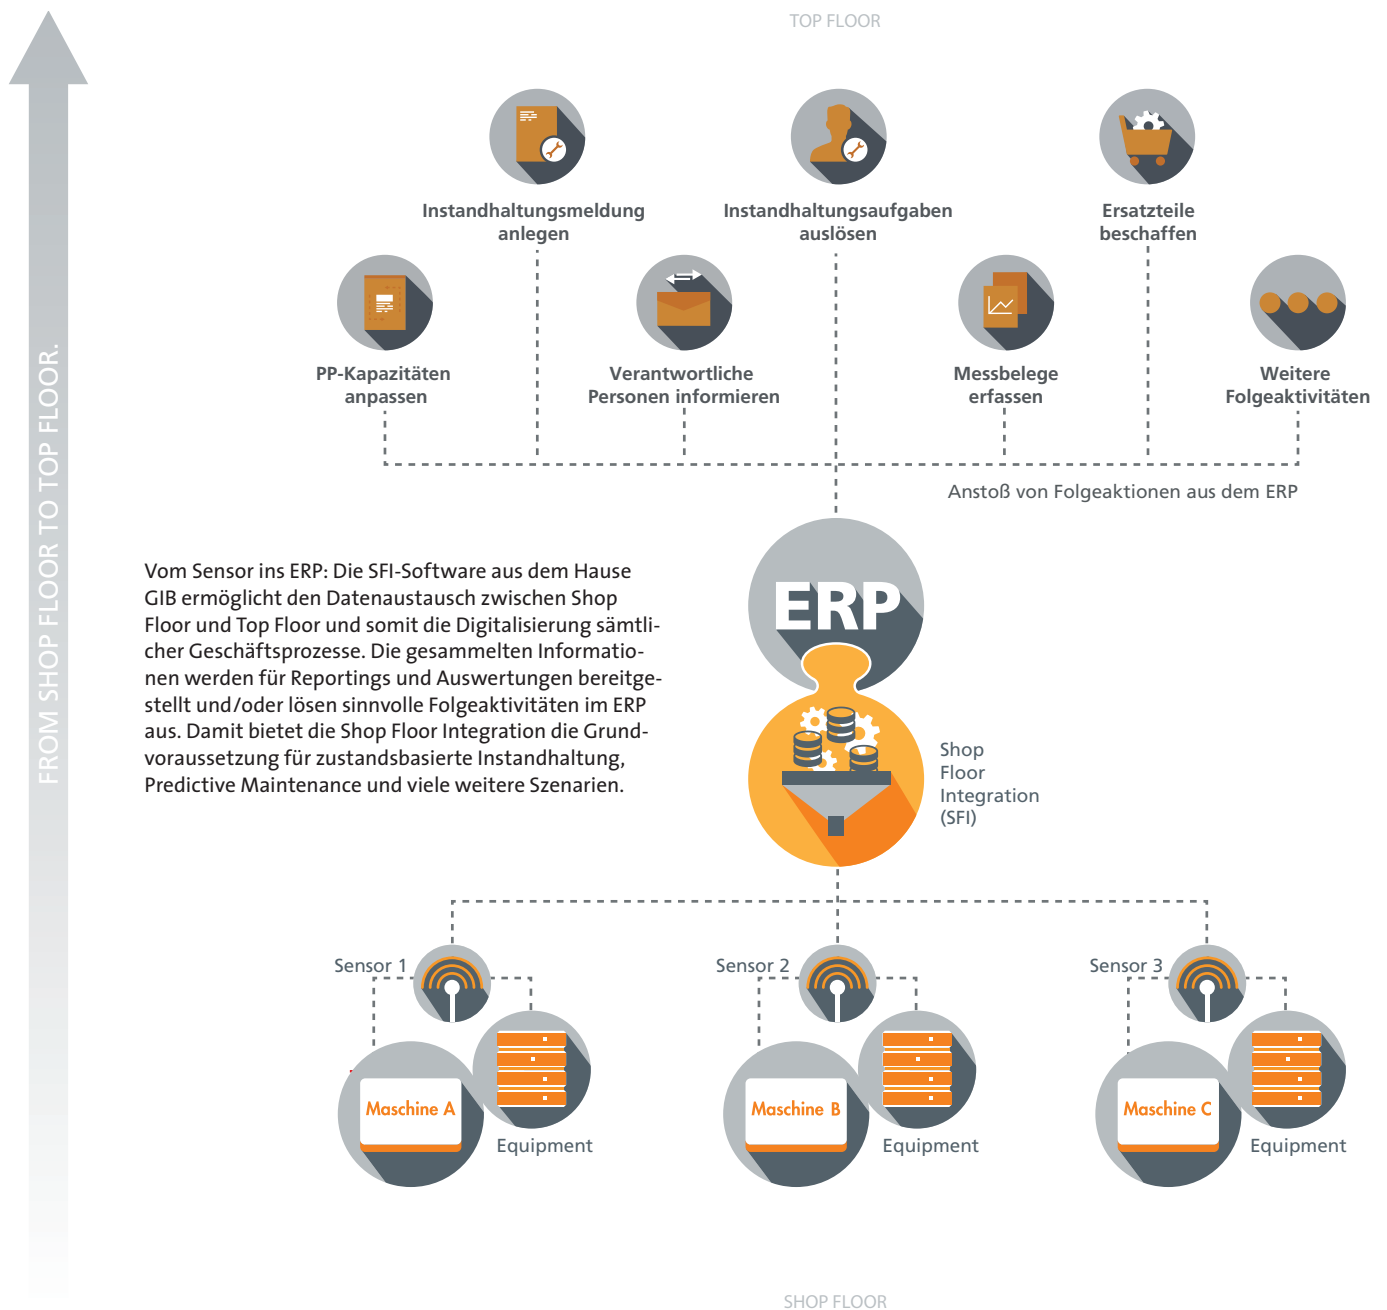 TOP FLOOR
FROM SHOP FLOOR TO TOP FLOOR.
Instandhaltungsmeldung
anlegen
Instandhaltungsaufgaben
auslösen
Ersatzteile
beschaffen
PP-Kapazitäten
anpassen
Verantwortliche
Personen informieren
Messbelege
erfassen
Weitere
Folgeaktivitäten
Anstoß von Folgeaktionen aus dem ERP
ERP
Vom Sensor ins ERP: Die SFI-Software aus dem Hause
GIB ermöglicht den Datenaustausch zwischen Shop
Floor und Top Floor und somit die Digitalisierung sämtli-
cher Geschäftsprozesse. Die gesammelten Informatio-
nen werden für Reportings und Auswertungen bereitge-
stellt und/oder lösen sinnvolle Folgeaktivitäten im ERP
aus. Damit bietet die Shop Floor Integration die Grund-
voraussetzung für zustandsbasierte Instandhaltung,
Predictive Maintenance und viele weitere Szenarien.
Shop
Floor
Integration
(SFI)
Sensor 1
Sensor 2
Sensor 3
Maschine A
Equipment
Maschine B
Equipment
Maschine C
Equipment
SHOP FLOOR